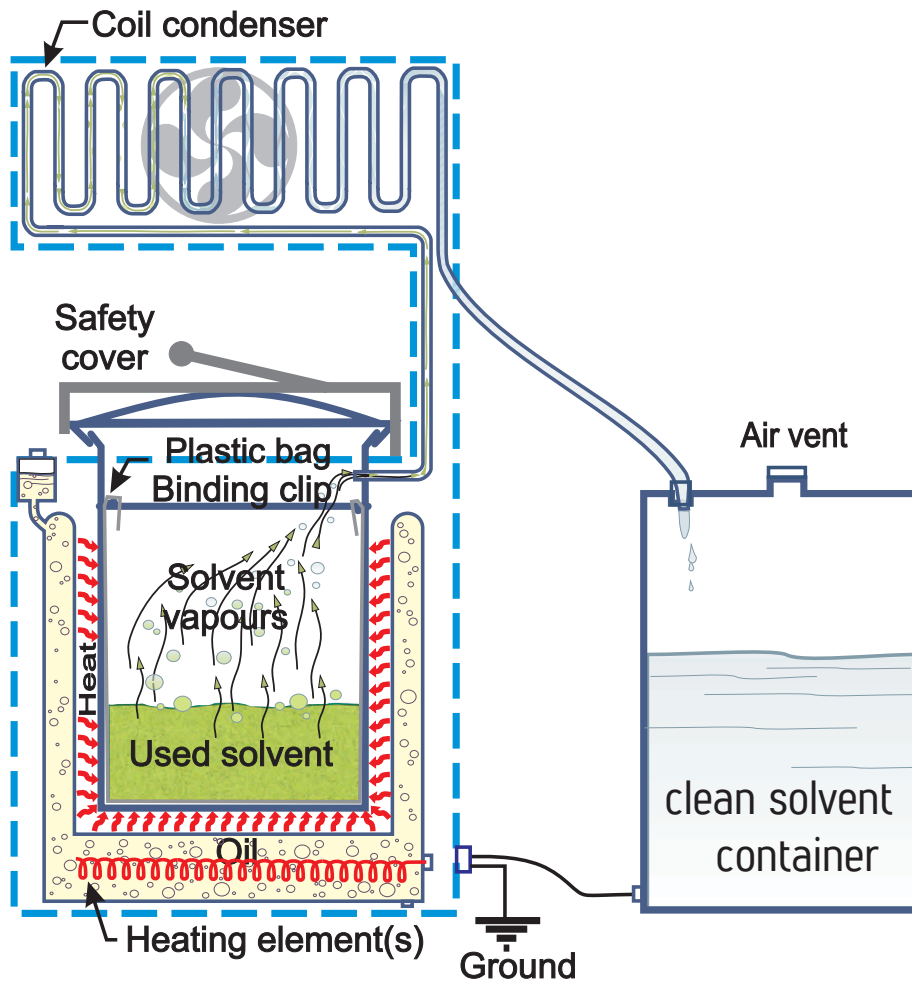 Coil condenser
Safety
cover
Air vent
Plastic bag
Binding clip
Solvent
vapours
Heat
Used solvent
clean solvent
container
Oil
Heating element(s)
Ground